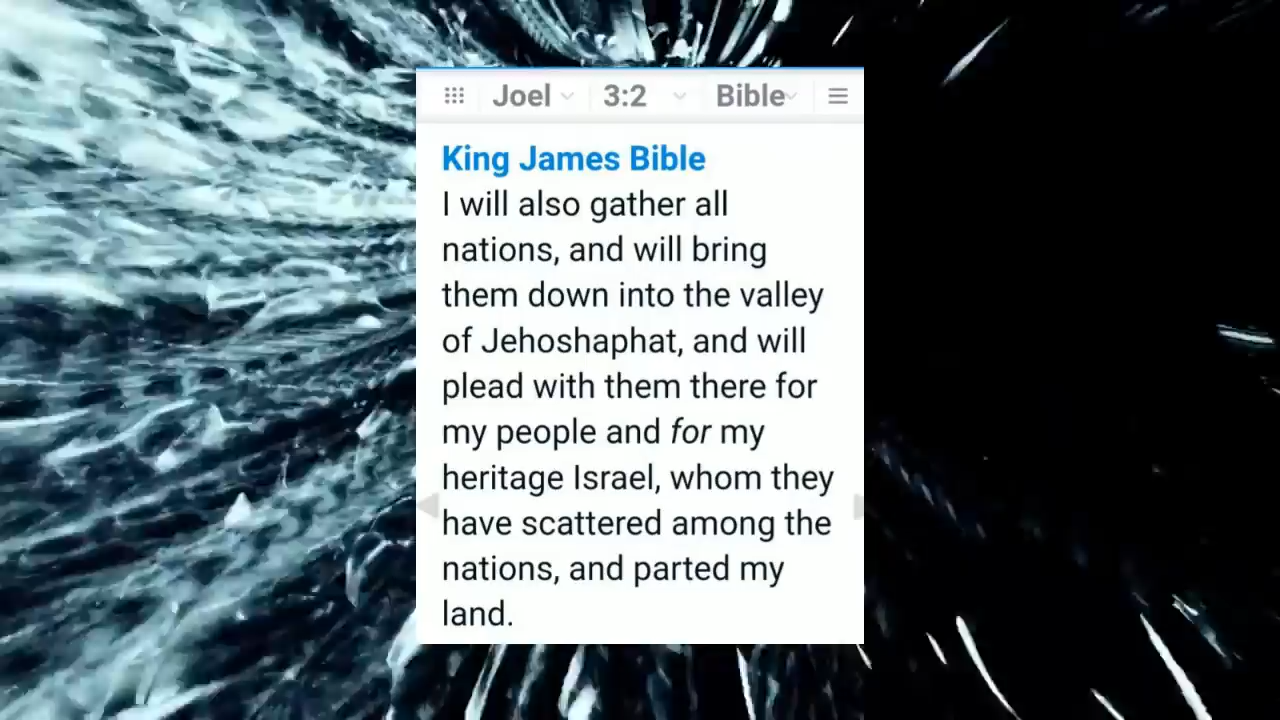 Joel 3:2 Bible
King James Bible
I will also gather all
nations, and will bring
them down into the valley
of Jehoshaphat, and will
plead with them there for
my people and for my
heritage Israel, whom they
have scattered among the
nations, and parted my
land.